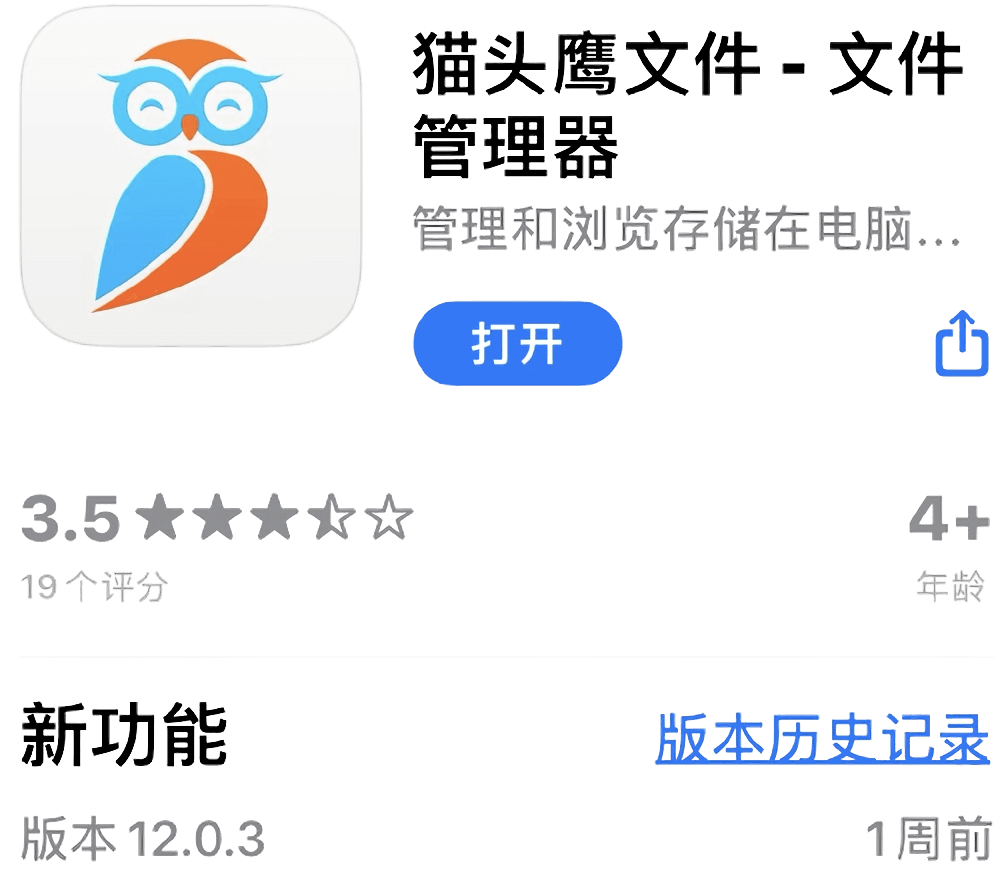 猫头鹰文件 - 文件
管理器
管理和浏览存储在电脑...
打开
3.5
4+
19 个评分
年龄
新功能
版本历史记录
版本 12.0.3
1 周前